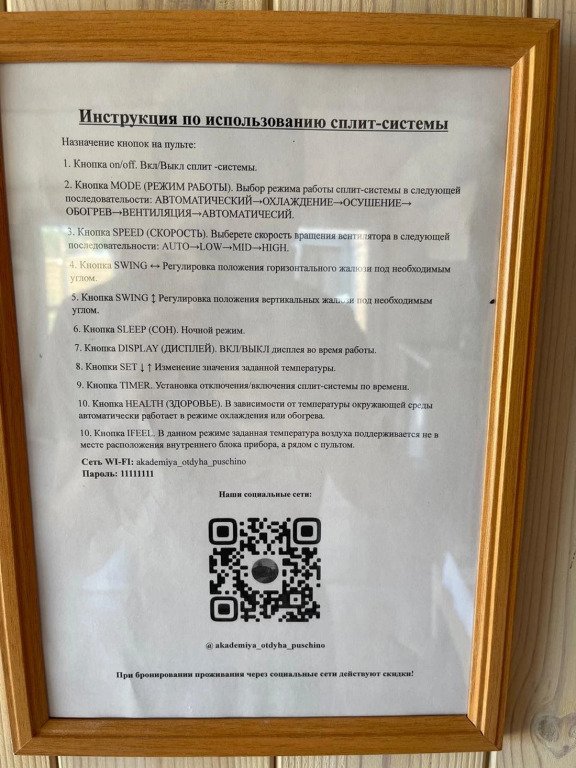 Инструкция по использованию сплит-системы
Назначение кнопок на пульте:
1. Кнопка on/off. Вкл/Выкл сплит -системы.
2. Кнопка MODE (РЕЖИМ РАБОТЫ). Выбор режима работы сплит-системы в следующей
последовательости: АВТОМАТИЧЕСКИЙ→ОХЛАЖДЕНИЕ→ОСУШЕНИЕ→
ОБОГРЕВ→ВЕНТИЛЯЦИЯ→АВТОМАТИЧЕСИЙ.
3. Кнопка SPEED (СКОРОСТЬ). Выберете скорость вращения вентилятора в следующей
последовательности: AUTO→LOW→MID→HIGH.
4. Кнопка SWING ↔ Регулировка положения горизонтального жалюзи под необходимым
углом.
5. Кнопка SWING ↕ Регулировка положения вертикальных жалюзи под необходимым
углом.
6. Кнопка SLEEP (СОН). Ночной режим.
7. Кнопка DISPLAY (ДИСПЛЕЙ). ВКЛ/ВЫКЛ дисплея во время работы.
8. Кнопки SET ↓ ↑ Изменение значения заданной температуры.
9. Кнопка TIMER. Установка отключения/включения сплит-системы по времени.
10. Кнопка HEALTH (ЗДОРОВЬЕ). В зависимости от температуры окружающей среды
автоматически работает в режиме охлаждения или обогрева.
10. Кнопка IFEEL. В данном режиме заданная температура воздуха поддерживается не в
месте расположения внутреннего блока прибора, а рядом с пультом.
Сеть WI-FI: akademiya_otdyha_puschino
Пароль: 11111111
Наши социальные сети:
@ akademiya_otdyha_puschino
При бронировании проживания через социальные сети действуют скидки!